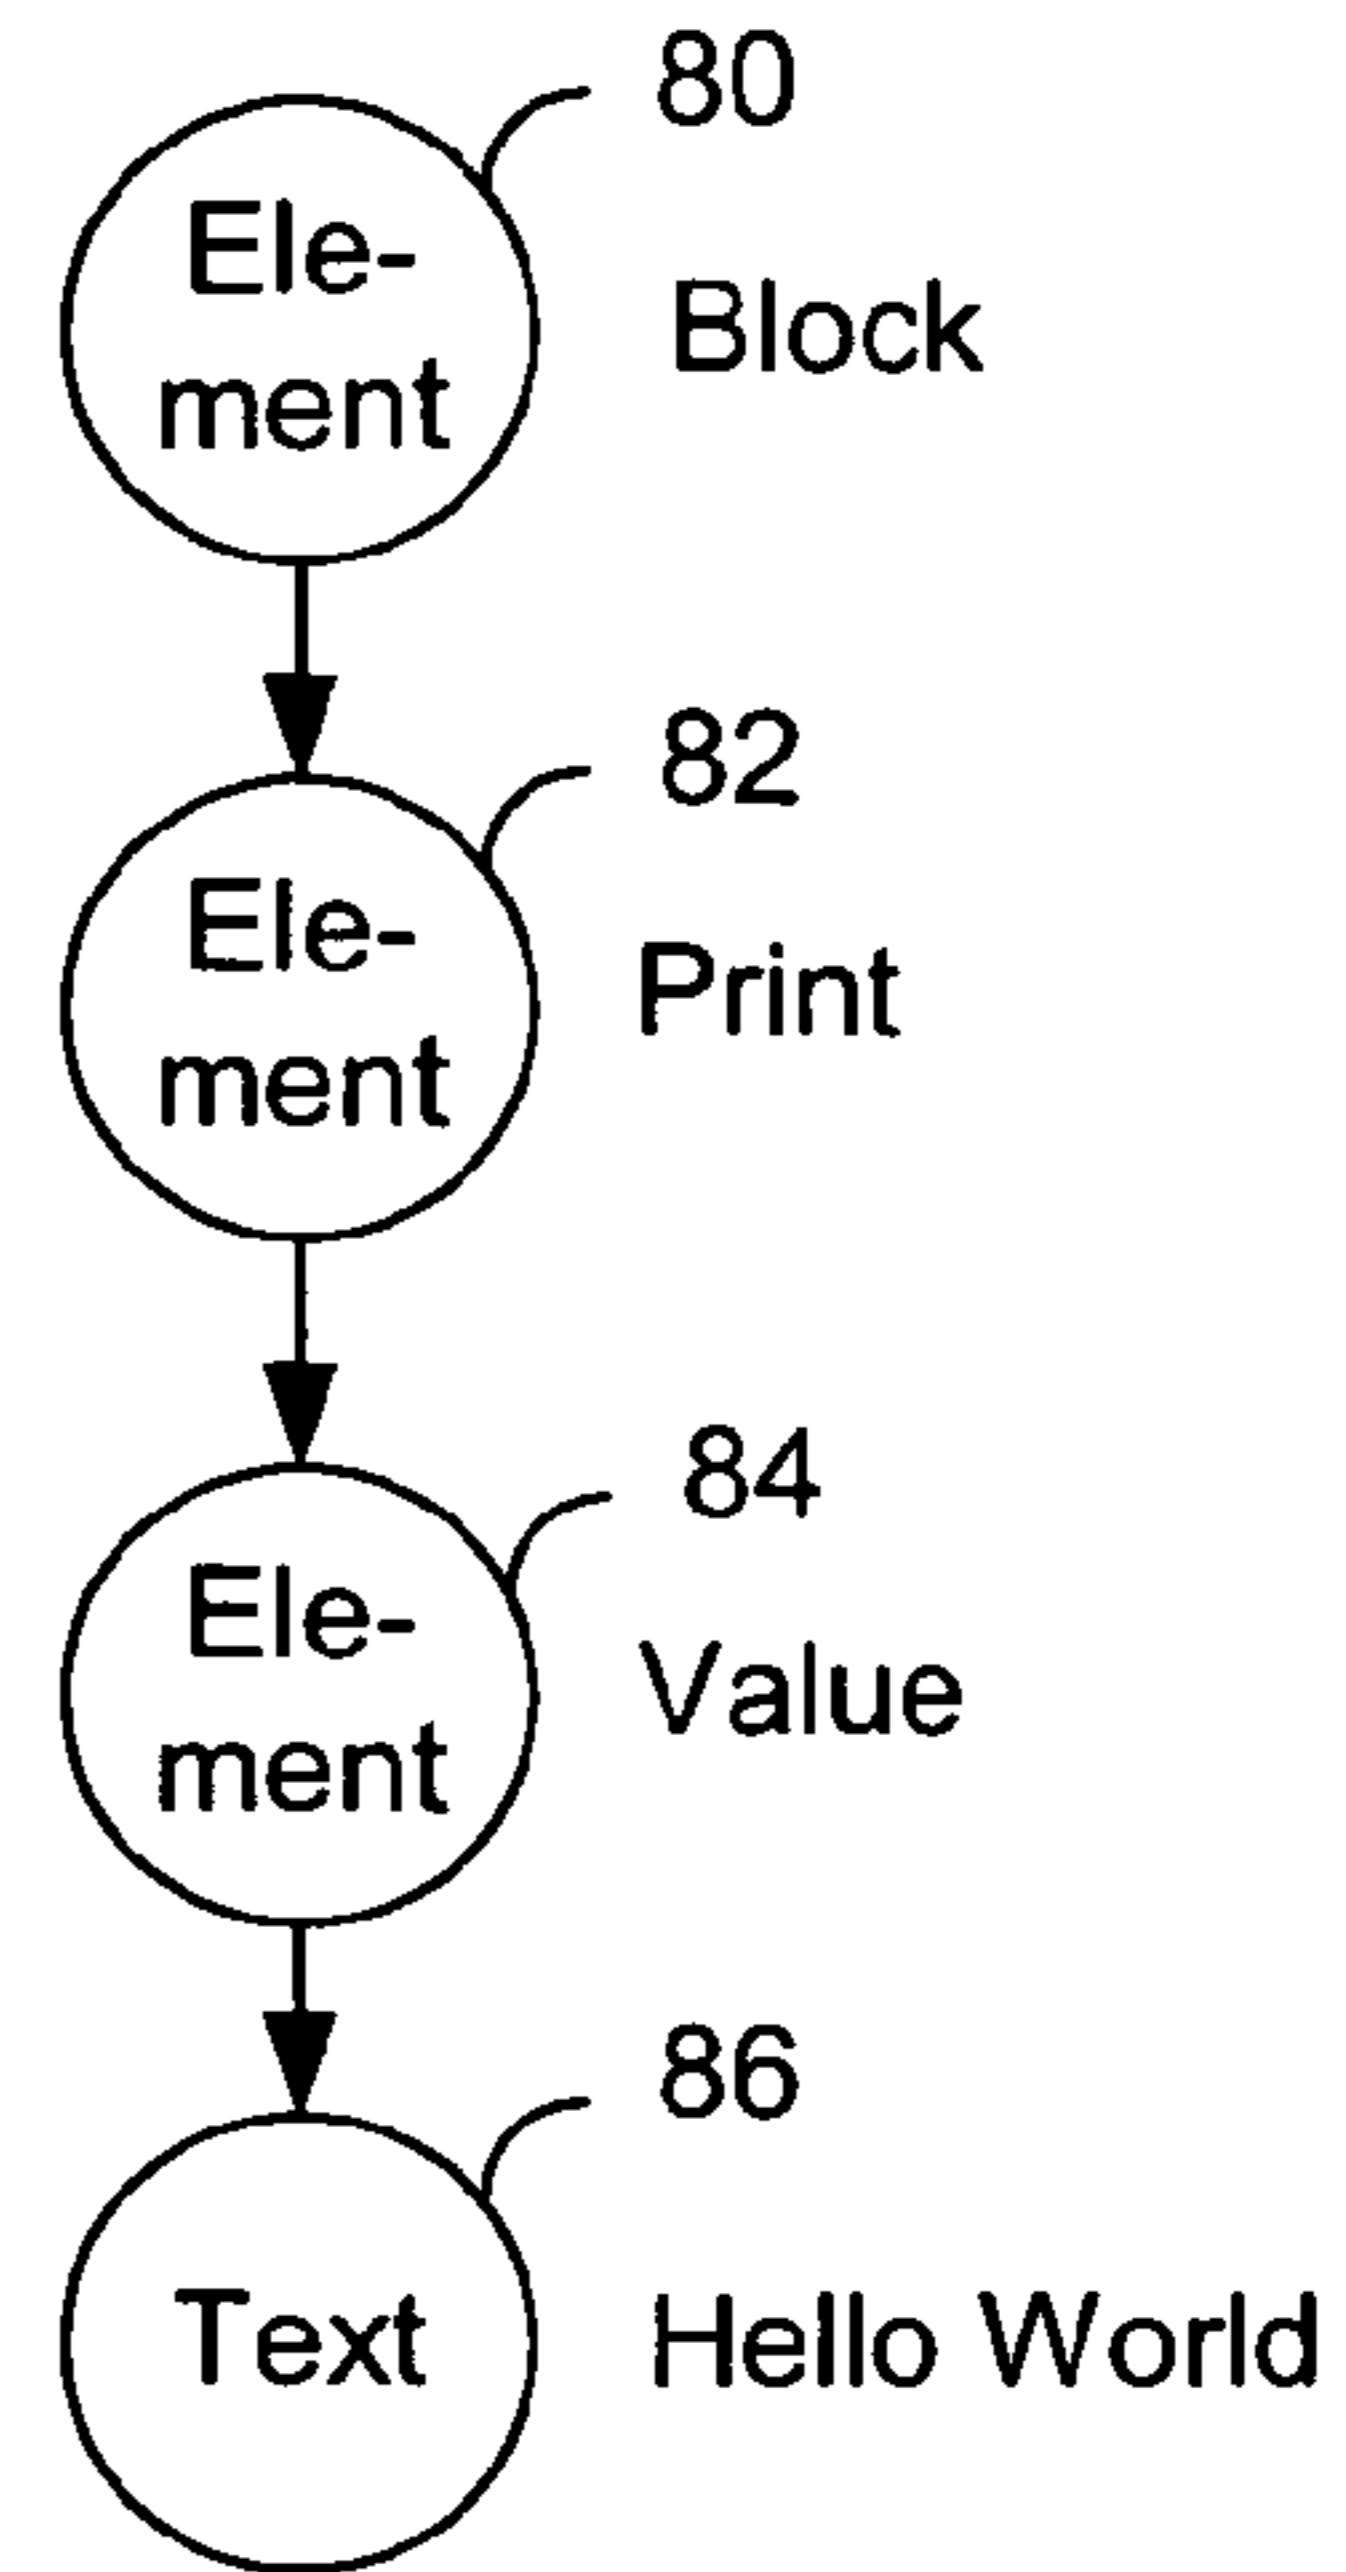 80
Ele-
ment
Block
82
Ele-
ment
Print
84
Ele-
ment
Value
86
Text
Hello World